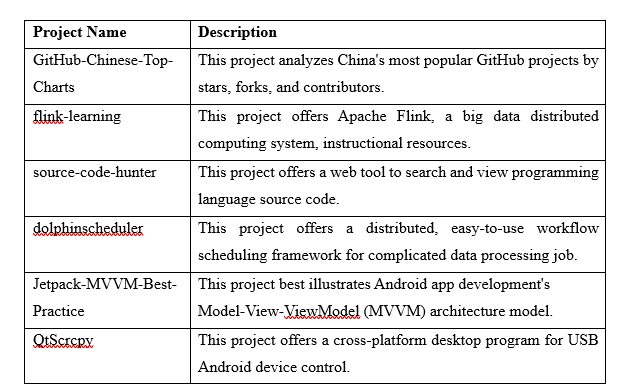 Project Name Description
GitHub-Chinese-Top- This project analyzes China's most popular GitHub projects by
Charts stars, forks, and contributors.
flink-learning This project offers Apache Flink, a big data distributed
computing system, instructional resources.
source-code-hunter This project offers a web tool to search and view programming
language source code.
dolphinscheduler This project offers a distributed, easy-to-use workflow
scheduling framework for complicated data processing job.
Jetpack-MVVM-Best- This project best illustrates Android app development's
Practice Model-View-ViewModel (MVVM) architecture model.
QtScrcpy This project offers a cross-platform desktop program for USB
Android device control.